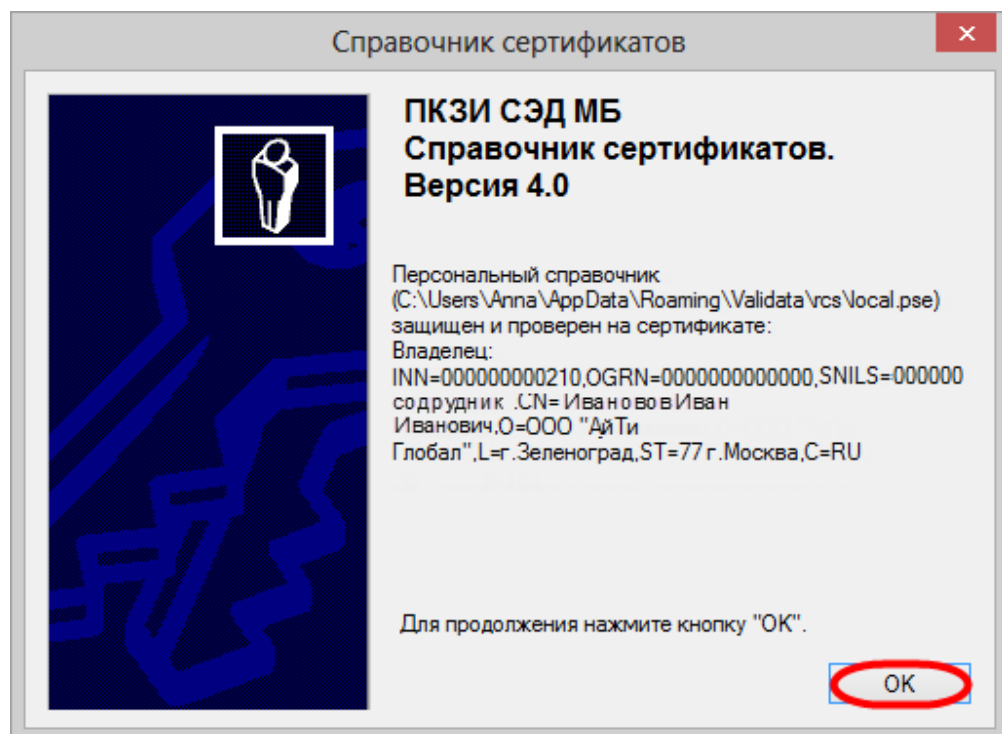 Справочник сертификатов
ПКЗИ СЭД МБ
Справочник сертификатов.
Версия 4.0
Персональный справочник
(C:\Users\Anna\AppData\Roaming\Validata\rcs\local.pse)
защищен и проверен на сертификате:
Владелец:
INN=000000000210,OGRN=0000000000000,SNILS=000000
содрудник .CN= Ивановов Иван
Иванович,O=ООО "АйТи
Глобал",L=г.Зеленоград,ST=77 г.Москва,C=RU
Для продолжения нажмите кнопку "ОК".
OK